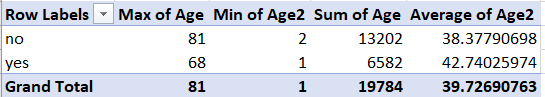 Row Labels Max of Age Min of Age2 Sum of Age Average of Age2
no 81 2 13202 38.37790698
yes 68 1 6582 42.74025974
Grand Total 81 1 19784 39.72690763